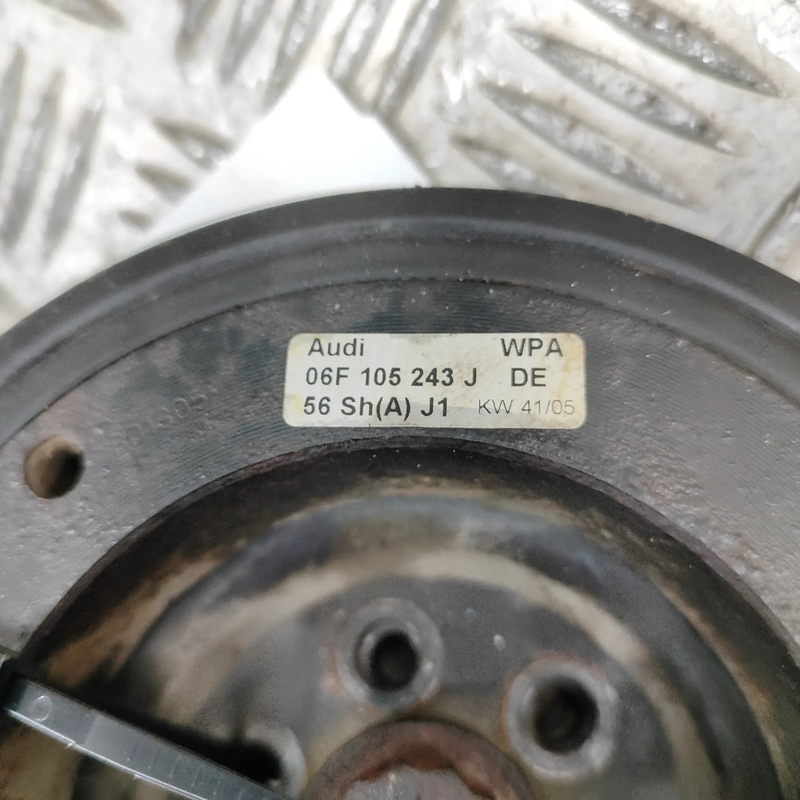 Audi WPA
06F 105 243 J DE
56 Sh(A) J1 KW 41/05